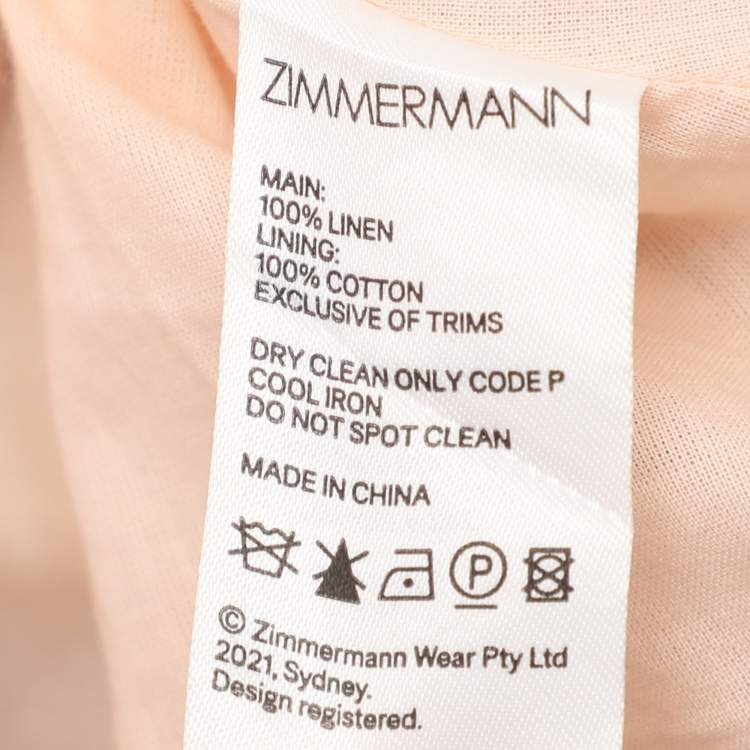 ZIMMERMANN
MAIN:
100% LINEN
LINING:
100% COTTON
EXCLUSIVE OF TRIMS
DRY CLEAN ONLY CODE P
COOL IRON
DO NOT SPOT CLEAN
MADE IN CHINA
P
© Zimmermann Wear Pty Ltd
2021, Sydney.
Design registered.